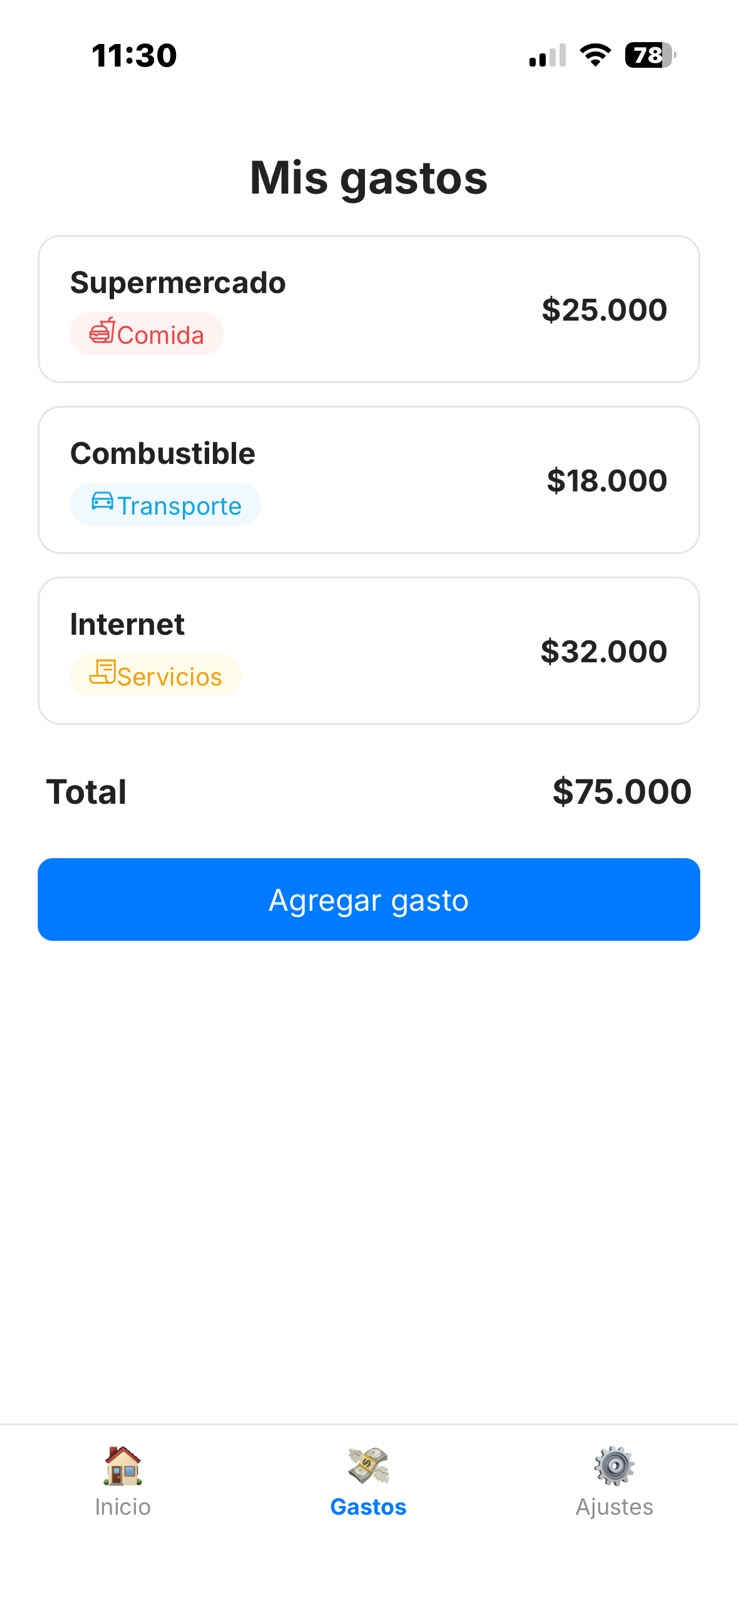 11:30
78
Mis gastos
Supermercado
Comida
$25.000
Combustible
Transporte
$18.000
Internet
Servicios
$32.000
Total
$75.000
Agregar gasto
Inicio
Gastos
Ajustes